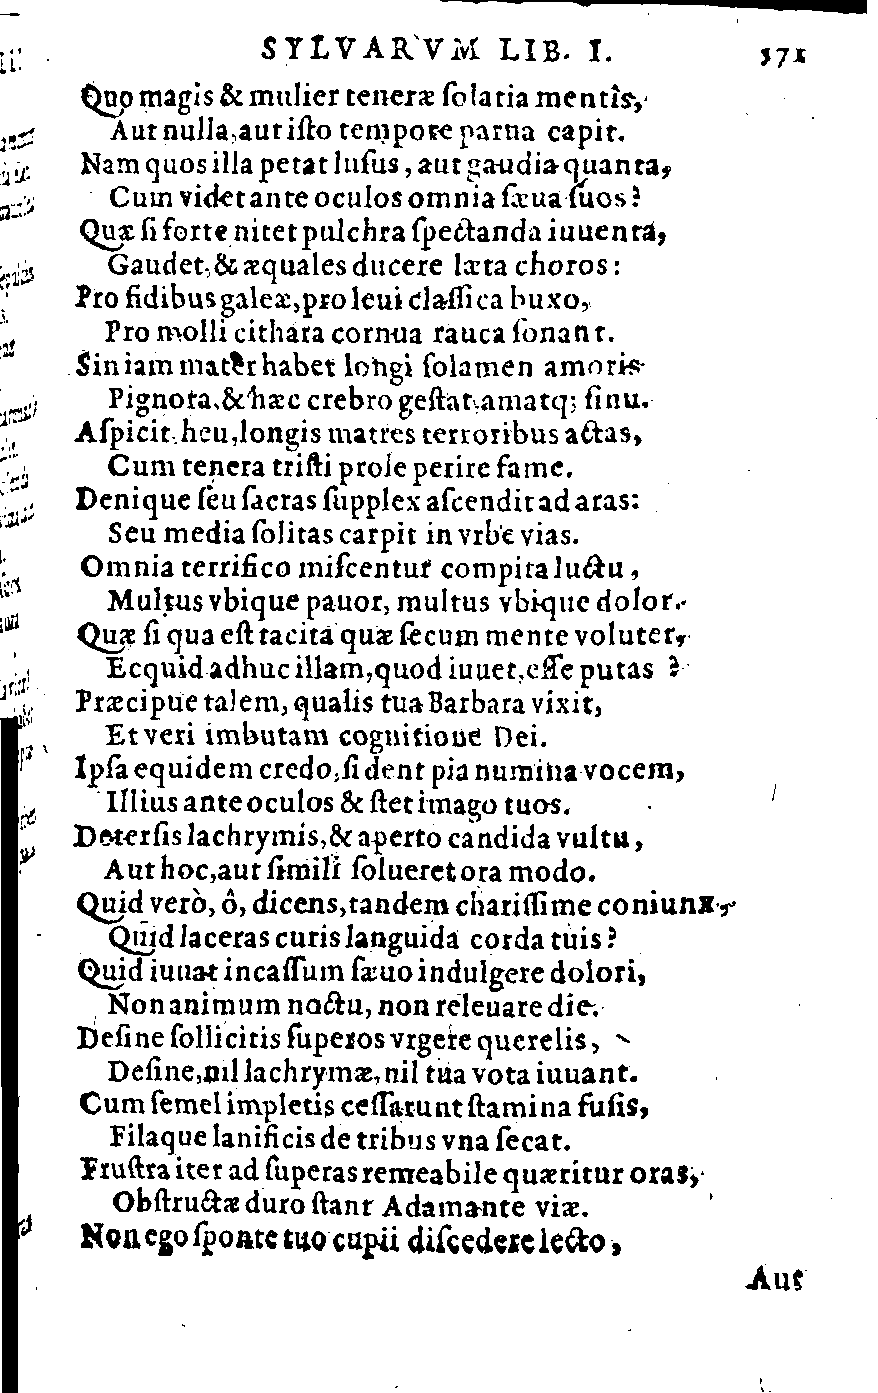 SYLVARVM LIB. I. 371
Quo magis & mulier teneræ ſolatia mentis,
Aut nulla, aut iſto tempore parua capit.
Nam quos illa petat luſus, aut gaudia quanta,
Cum videt ante oculos omnia ſæua ſuos?
Quæ ſi forte nitet pulchra ſpectanda iuuenta,
Gaudet, & æquales ducere læta choros:
Pro fidibus galeæ, pro leui claſſica buxo,
Pro molli cithara cornua rauca ſonant.
Sin iam mater habet longi ſolamen amoris
Pignora, & hæc crebro geſtat amatq; ſinu.
Aſpicit, heu, longis matres terroribus actas,
Cum tenera triſti prole perire fame.
Denique ſeu ſacras ſupplex aſcendit ad aras:
Seu media ſolitas carpit in vrbe vias.
Omnia terrifico miſcentur compita luctu,
Multus vbique pauor, multus vbique dolor.
Quæ ſi qua eſt tacita quæ ſecum mente volutet,
Ecquid adhuc illam, quod iuuet, eſſe putas?
Præcipue talem, qualis tua Barbara vixit,
Et veri imbutam cognitione Dei.
Ipſa equidem credo, ſi dent pia numina vocem,
Illius ante oculos & ſtet imago tuos.
Deterſis lachrymis, & aperto candida vultu,
Aut hoc, aut ſimili ſolueret ora modo.
Quid verò, ô, dicens, tandem chariſſime coniunx,
Quid laceras curis languida corda tuis?
Quid iuuat incaſſum ſæuo indulgere dolori,
Non animum noctu, non releuare die.
Deſine ſollicitis ſuperos vrgere querelis,
Deſine, nil lachrymæ, nil tua vota iuuant.
Cum ſemel impletis ceſſarunt ſtamina fuſis,
Filaque lanificis de tribus vna ſecat.
Fruſtra iter ad ſuperas remeabile quæritur oras,
Obſtructæ duro ſtant Adamante viæ.
Non ego ſponte tuo cupii diſcedere lecto,
Aut